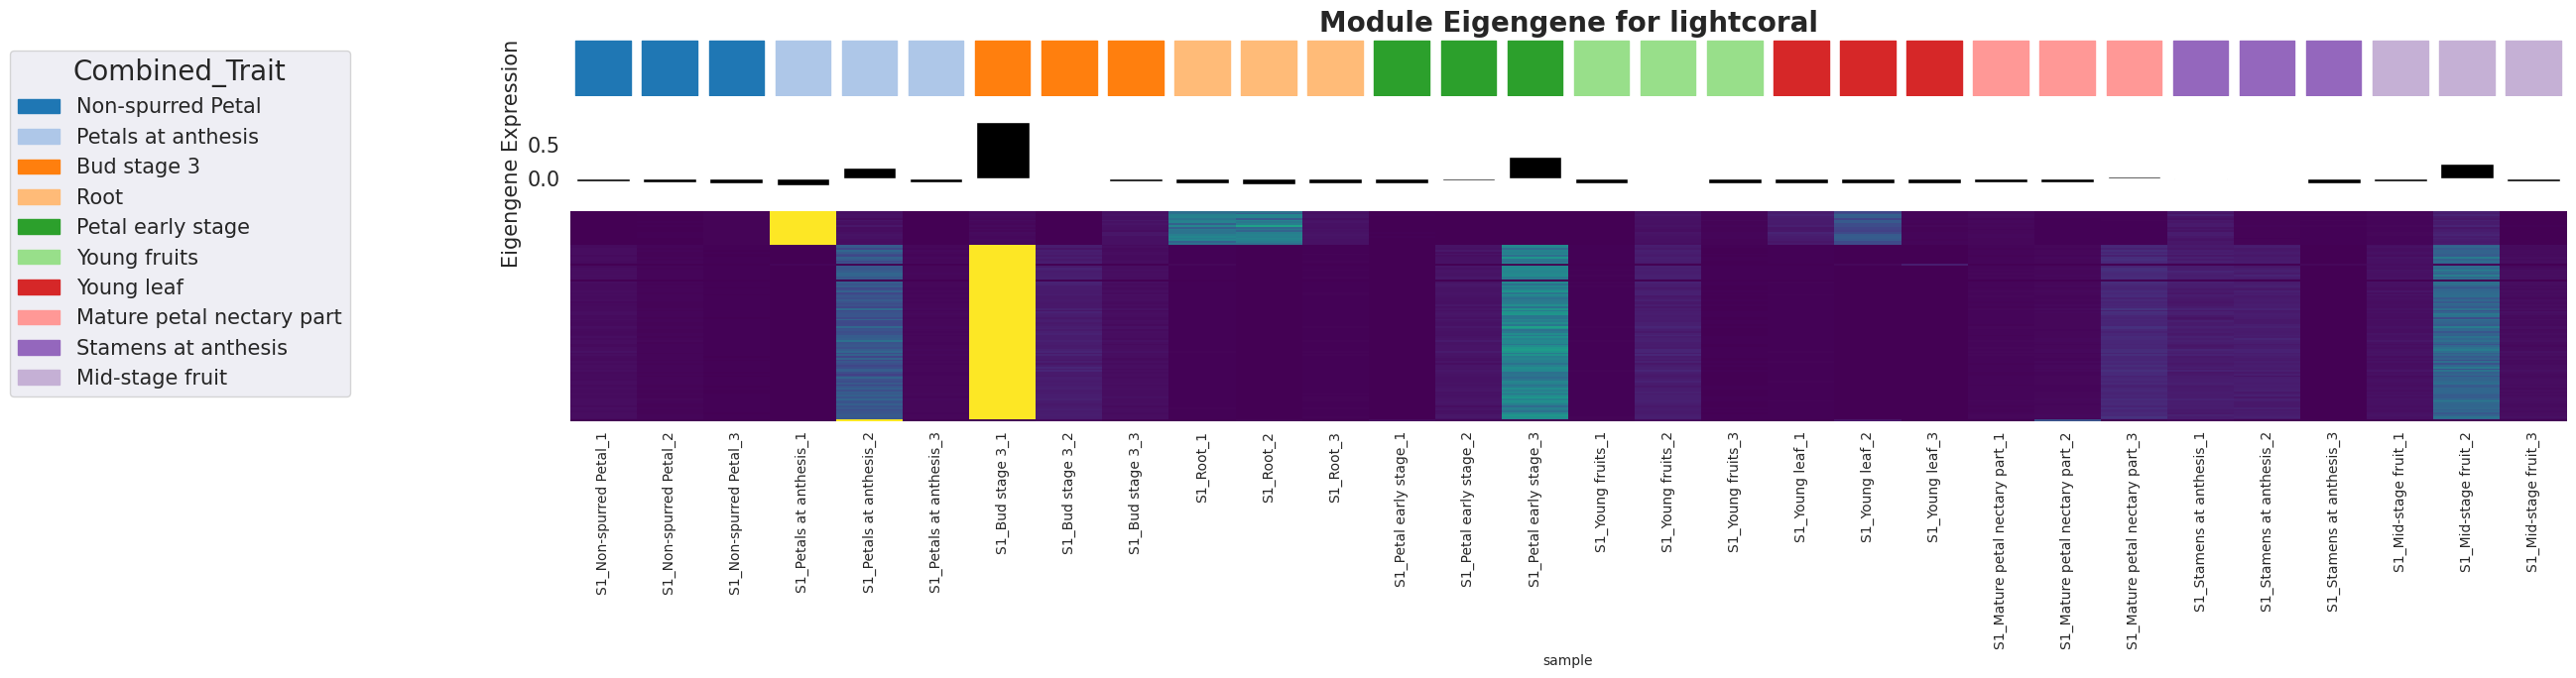 Module Eigengene for lightcoral
Combined_Trait
Non-spurred Petal
Petals at anthesis
Bud stage 3
Root
Petal early stage
Young fruits
Young leaf
Mature petal nectary part
Stamens at anthesis
Mid-stage fruit
Eigengene Expression
0.5
0.0
S1_Non-spurred Petal_1
S1_Non-spurred Petal_2
S1_Non-spurred Petal_3
S1_Petals at anthesis_1
S1_Petals at anthesis_2
S1_Petals at anthesis_3
S1_Bud stage 3_1
S1_Bud stage 3_2
S1_Bud stage 3_3
S1_Root_1
S1_Root_2
S1_Root_3
S1_Petal early stage_1
S1_Petal early stage_2
S1_Petal early stage_3
S1_Young fruits_1
S1_Young fruits_2
S1_Young fruits_3
S1_Young leaf_1
S1_Young leaf_2
S1_Young leaf_3
S1_Mature petal nectary part_1
S1_Mature petal nectary part_2
S1_Mature petal nectary part_3
S1_Stamens at anthesis_1
S1_Stamens at anthesis_2
S1_Stamens at anthesis_3
S1_Mid-stage fruit_1
S1_Mid-stage fruit_2
S1_Mid-stage fruit_3
sample